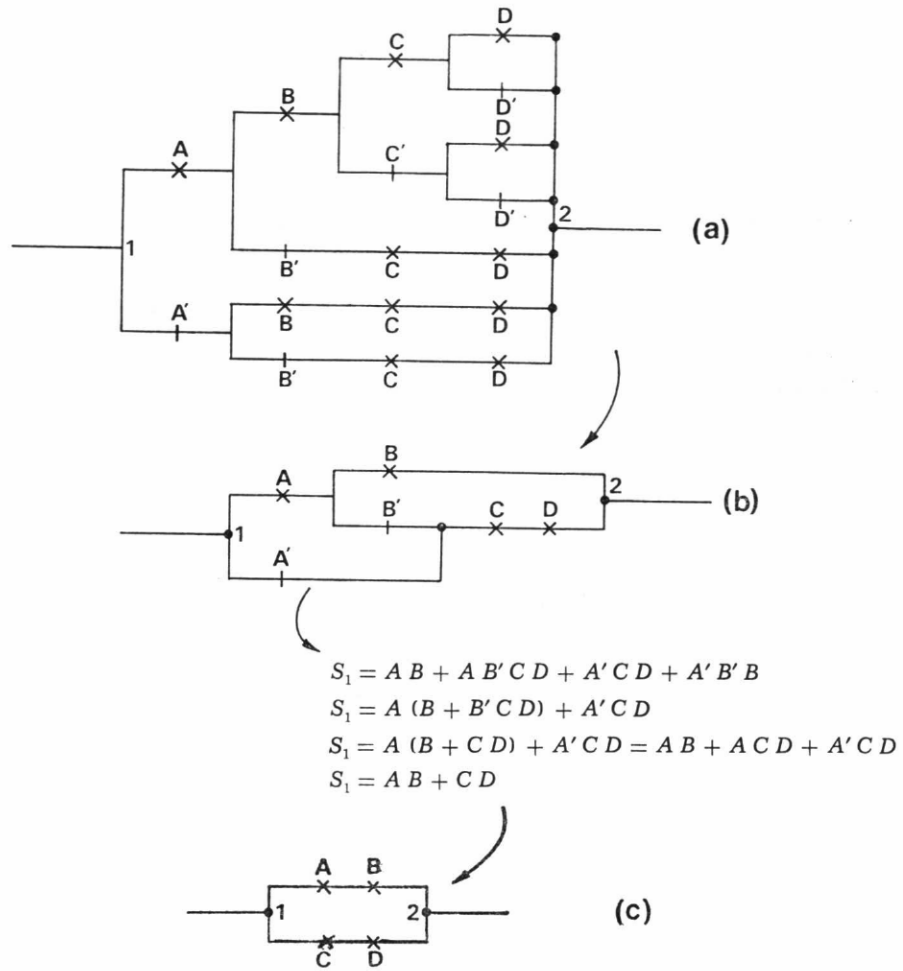 D
C
B
D'
D
A
C'
D'
2
(a)
1
B' C D
A'
B C D
B' C D
B
A
2
(b)
B' C D
1
A'
S₁ = A B + A B' C D + A' C D + A' B' B
S₁ = A (B + B' C D) + A' C D
S₁ = A (B + C D) + A' C D = A B + A C D + A' C D
S₁ = A B + C D
A B
1 2 (c)
C D